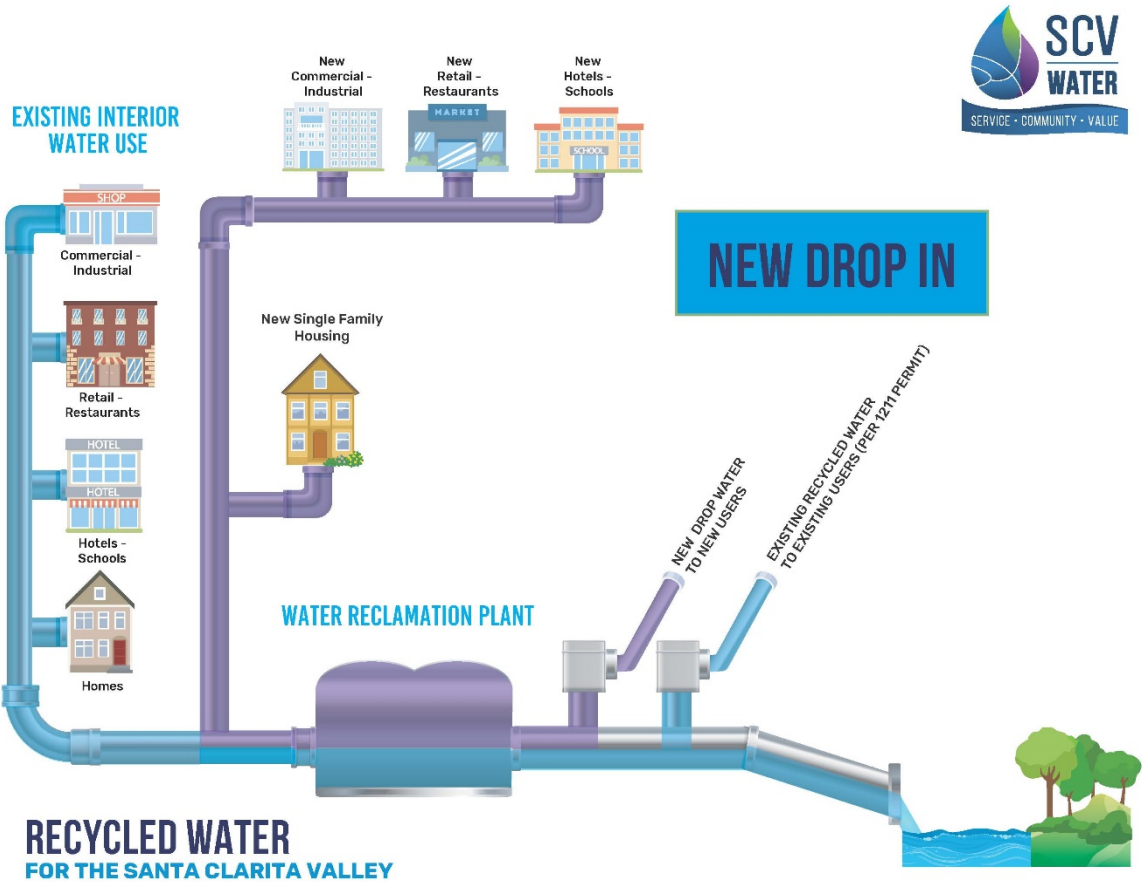 SCV
WATER
SERVICE • COMMUNITY • VALUE
EXISTING INTERIOR
WATER USE
New
Commercial -
Industrial
New
Retail -
Restaurants
New
Hotels -
Schools
MARKET
SCHOOL
SHOP
Commercial -
Industrial
NEW DROP IN
New Single Family
Housing
Retail -
Restaurants
HOTEL
HOTEL
Hotels -
Schools
NEW DROP WATER
TO NEW USERS
EXISTING RECYCLED WATER
TO EXISTING USERS (PER 1211 PERMIT)
WATER RECLAMATION PLANT
Homes
RECYCLED WATER
FOR THE SANTA CLARITA VALLEY